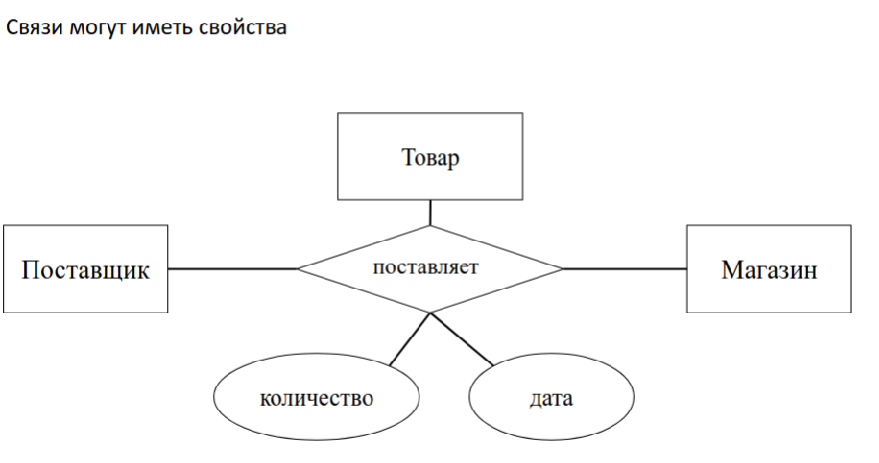 Связи могут иметь свойства
Товар
Поставщик
поставляет
Магазин
количество
дата